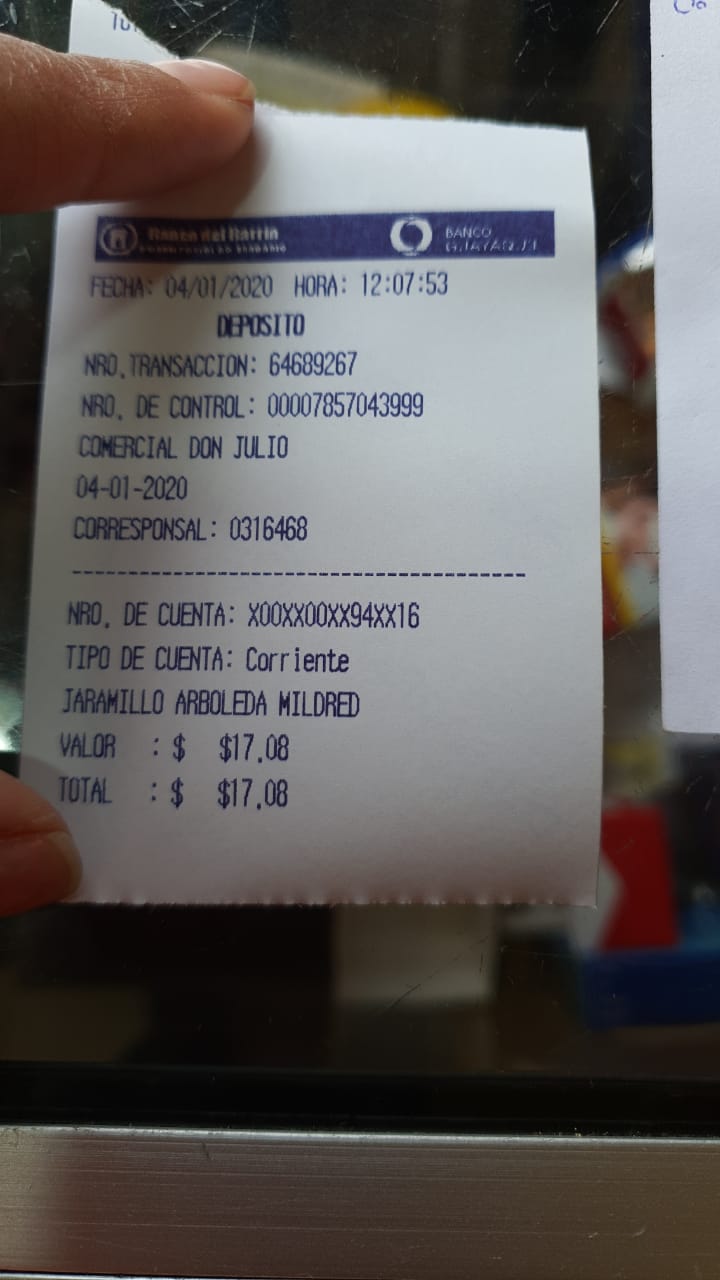 Banco del Barrio
BANCO
GUAYAQUIL
FECHA: 04/01/2020 HORA: 12:07:53
DEPOSITO
NRO.TRANSACCION: 64689267
NRO. DE CONTROL: 00007857043999
COMERCIAL DON JULIO
04-01-2020
CORRESPONSAL: 0316468
----------------------------------------
NRO. DE CUENTA: X00XX00XX94XX16
TIPO DE CUENTA: Corriente
JARAMILLO ARBOLEDA MILDRED
VALOR : $ $17.08
TOTAL : $ $17.08